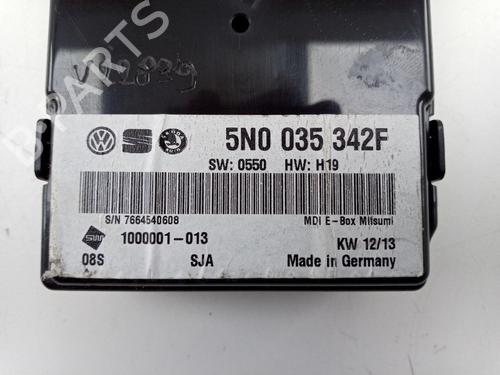 B-PARTS
5N0 035 342F
SW: 0550 HW: H19
S/N 7664540608
MDI E-Box Mitsumi
1000001-013
KW 12/13
08S
SJA
Made in Germany